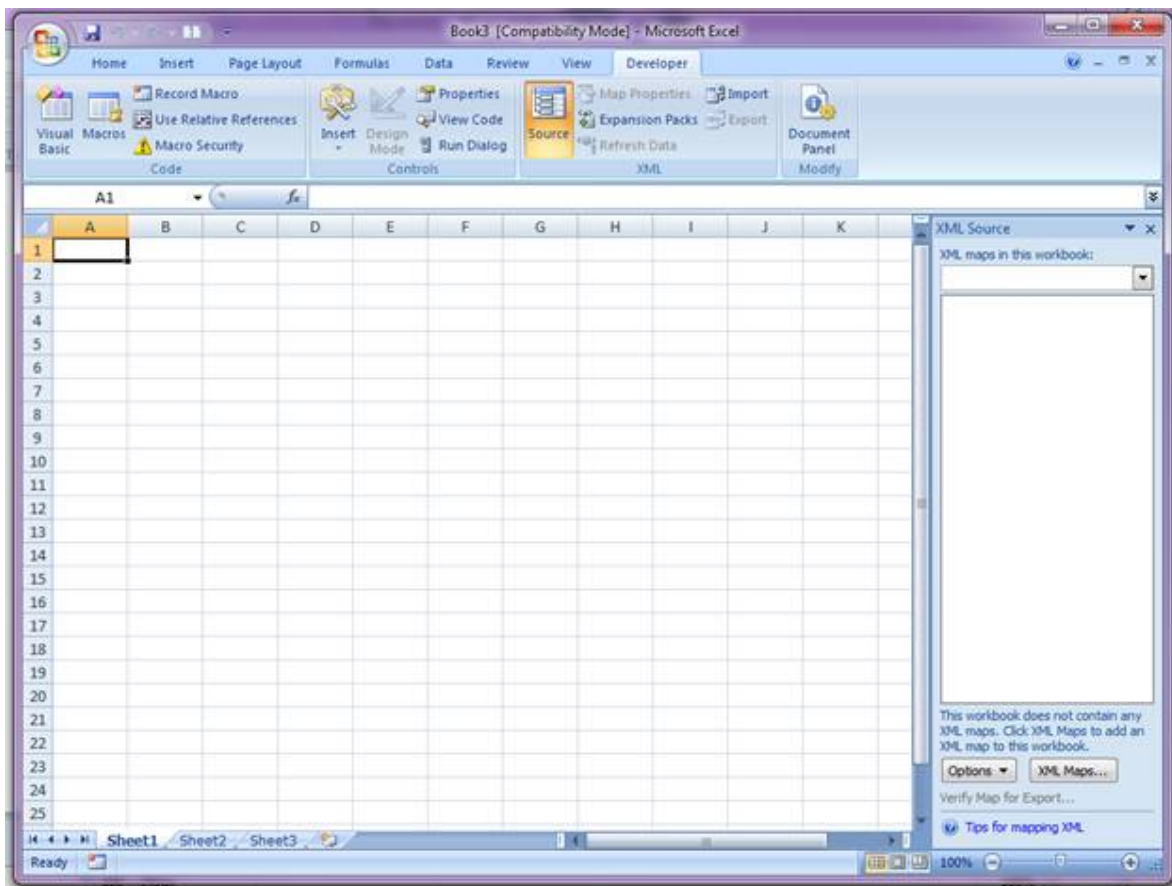 Book3 [Compatibility Mode] - Microsoft Excel
Home Insert Page Layout Formulas Data Review View Developer
Visual Basic
Macros
Record Macro
Use Relative References
Macro Security
Code
Insert
Design Mode
Properties
View Code
Run Dialog
Controls
Source
Map Properties
Expansion Packs
Refresh Data
Import
Export
XML
Document Panel
Modify
A1 fx
A B C D E F G H I J K
1
2
3
4
5
6
7
8
9
10
11
12
13
14
15
16
17
18
19
20
21
22
23
24
25
XML Source
XML maps in this workbook:
This workbook does not contain any
XML maps. Click XML Maps to add an
XML map to this workbook.
Options XML Maps...
Verify Map for Export...
Tips for mapping XML
Sheet1 Sheet2 Sheet3
Ready 100%